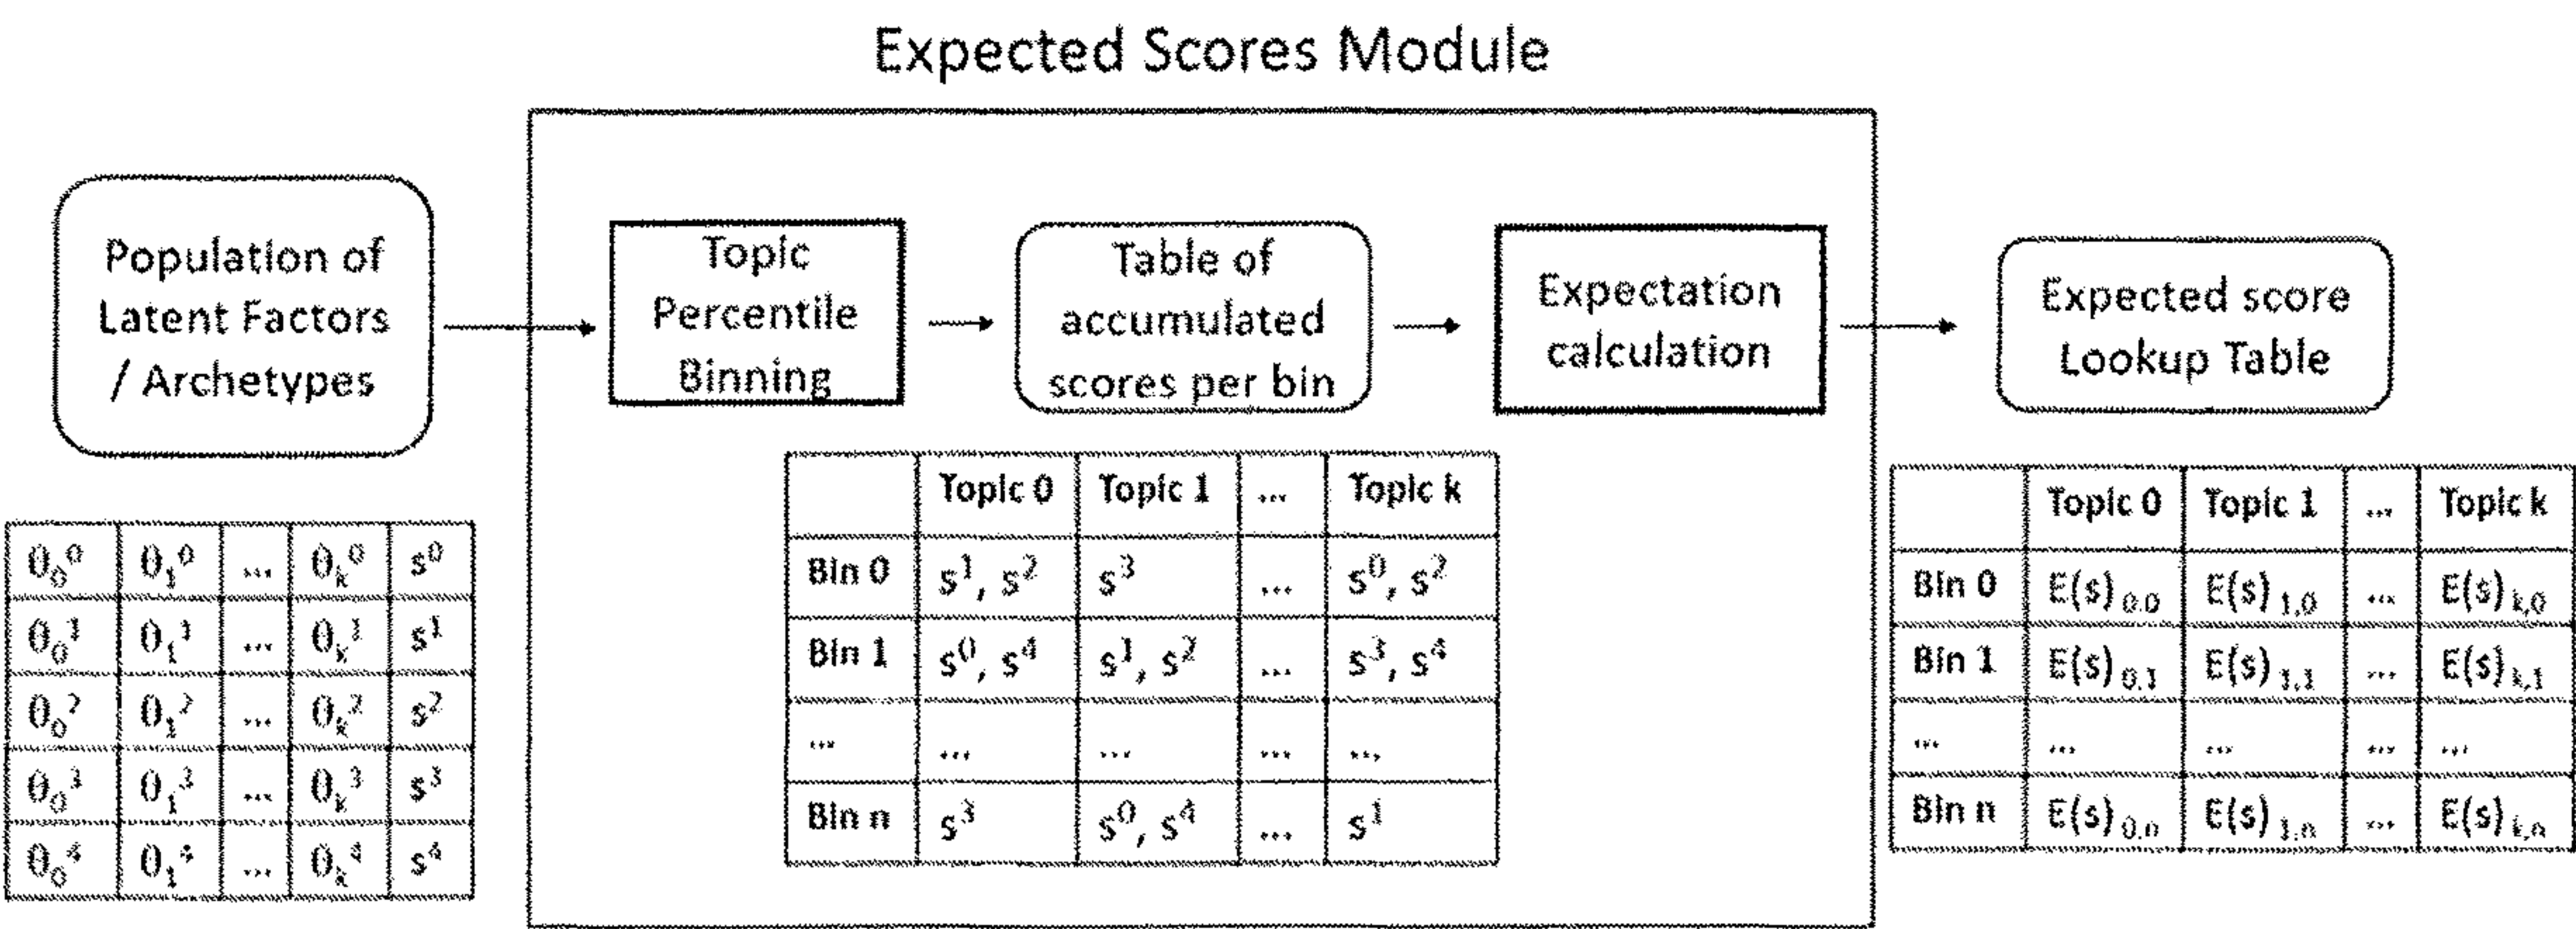 Expected Scores Module
Population of
Latent Factors
/ Archetypes
Topic
Percentile
Binning
Table of
accumulated
scores per bin
Expectation
calculation
Expected score
Lookup Table
θ₀⁰ θ₁⁰ ... θₖ⁰ s⁰
θ₀¹ θ₁¹ ... θₖ¹ s¹
θ₀² θ₁² ... θₖ² s²
θ₀³ θ₁³ ... θₖ³ s³
θ₀⁴ θ₁⁴ ... θₖ⁴ s⁴
Topic 0 Topic 1 ... Topic k
Bin 0 s¹, s² s³ ... s⁰, s²
Bin 1 s⁰, s⁴ s¹, s² ... s³, s⁴
... ... ... ... ...
Bin n s³ s⁰, s⁴ ... s¹
Topic 0 Topic 1 ... Topic k
Bin 0 E(s)₀,₀ E(s)₁,₀ ... E(s)ₖ,₀
Bin 1 E(s)₀,₁ E(s)₁,₁ ... E(s)ₖ,₁
... ... ... ... ...
Bin n E(s)₀,ₙ E(s)₁,ₙ ... E(s)ₖ,ₙ